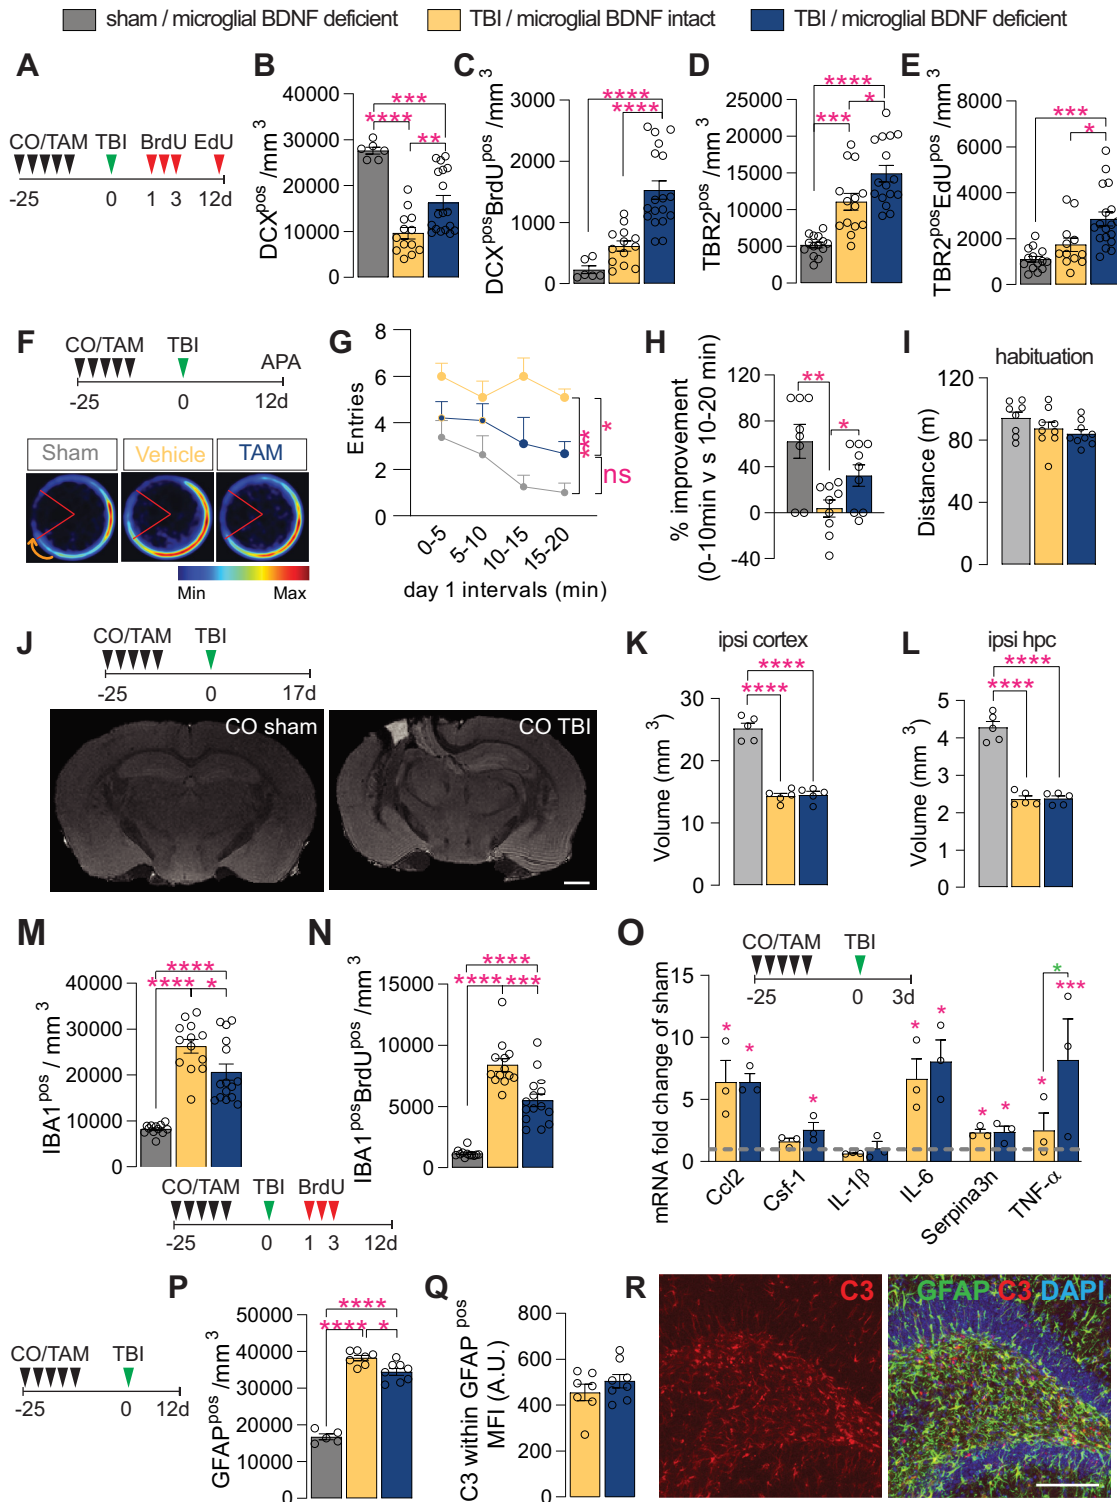 sham / microglial BDNF deficient
TBI / microglial BDNF intact
TBI / microglial BDNF deficient
A
CO/TAM
TBI
BrdU
EdU
-25
0
1
3
12d
B
DCXpos /mm3
40000
30000
20000
10000
0
***
****
**
C
DCXposBrdUpos /mm3
3000
2000
1000
0
****
****
D
TBR2pos /mm3
25000
20000
15000
10000
5000
0
****
***
*
E
TBR2posEdUpos /mm3
8000
6000
4000
2000
0
***
*
F
CO/TAM
TBI
APA
-25
0
12d
Sham
Vehicle
TAM
Min
Max
G
Entries
8
6
4
2
0
*
***
ns
0-5
5-10
10-15
15-20
day 1 intervals (min)
H
% improvement
(0-10min v s 10-20 min)
120
80
40
0
-40
**
*
I
habituation
Distance (m)
120
80
40
0
J
CO/TAM
TBI
-25
0
17d
CO sham
CO TBI
K
ipsi cortex
Volume (mm3)
30
20
10
0
****
****
L
ipsi hpc
Volume (mm3)
5
4
3
2
1
0
****
****
M
IBA1pos / mm3
40000
30000
20000
10000
0
****
****
*
N
IBA1posBrdUpos /mm3
15000
10000
5000
0
****
****
***
CO/TAM
TBI
BrdU
-25
0
1
3
12d
O
CO/TAM
TBI
-25
0
3d
mRNA fold change of sham
15
10
5
0
*
*
*
*
*
*
*
*
*
***
Ccl2
Csf-1
IL-1β
IL-6
Serpina3n
TNF-α
CO/TAM
TBI
-25
0
12d
P
GFAPpos /mm3
50000
40000
30000
20000
10000
0
****
****
*
Q
C3 within GFAP pos
MFI (A.U.)
800
600
400
200
0
R
C3
GFAP C3 DAPI